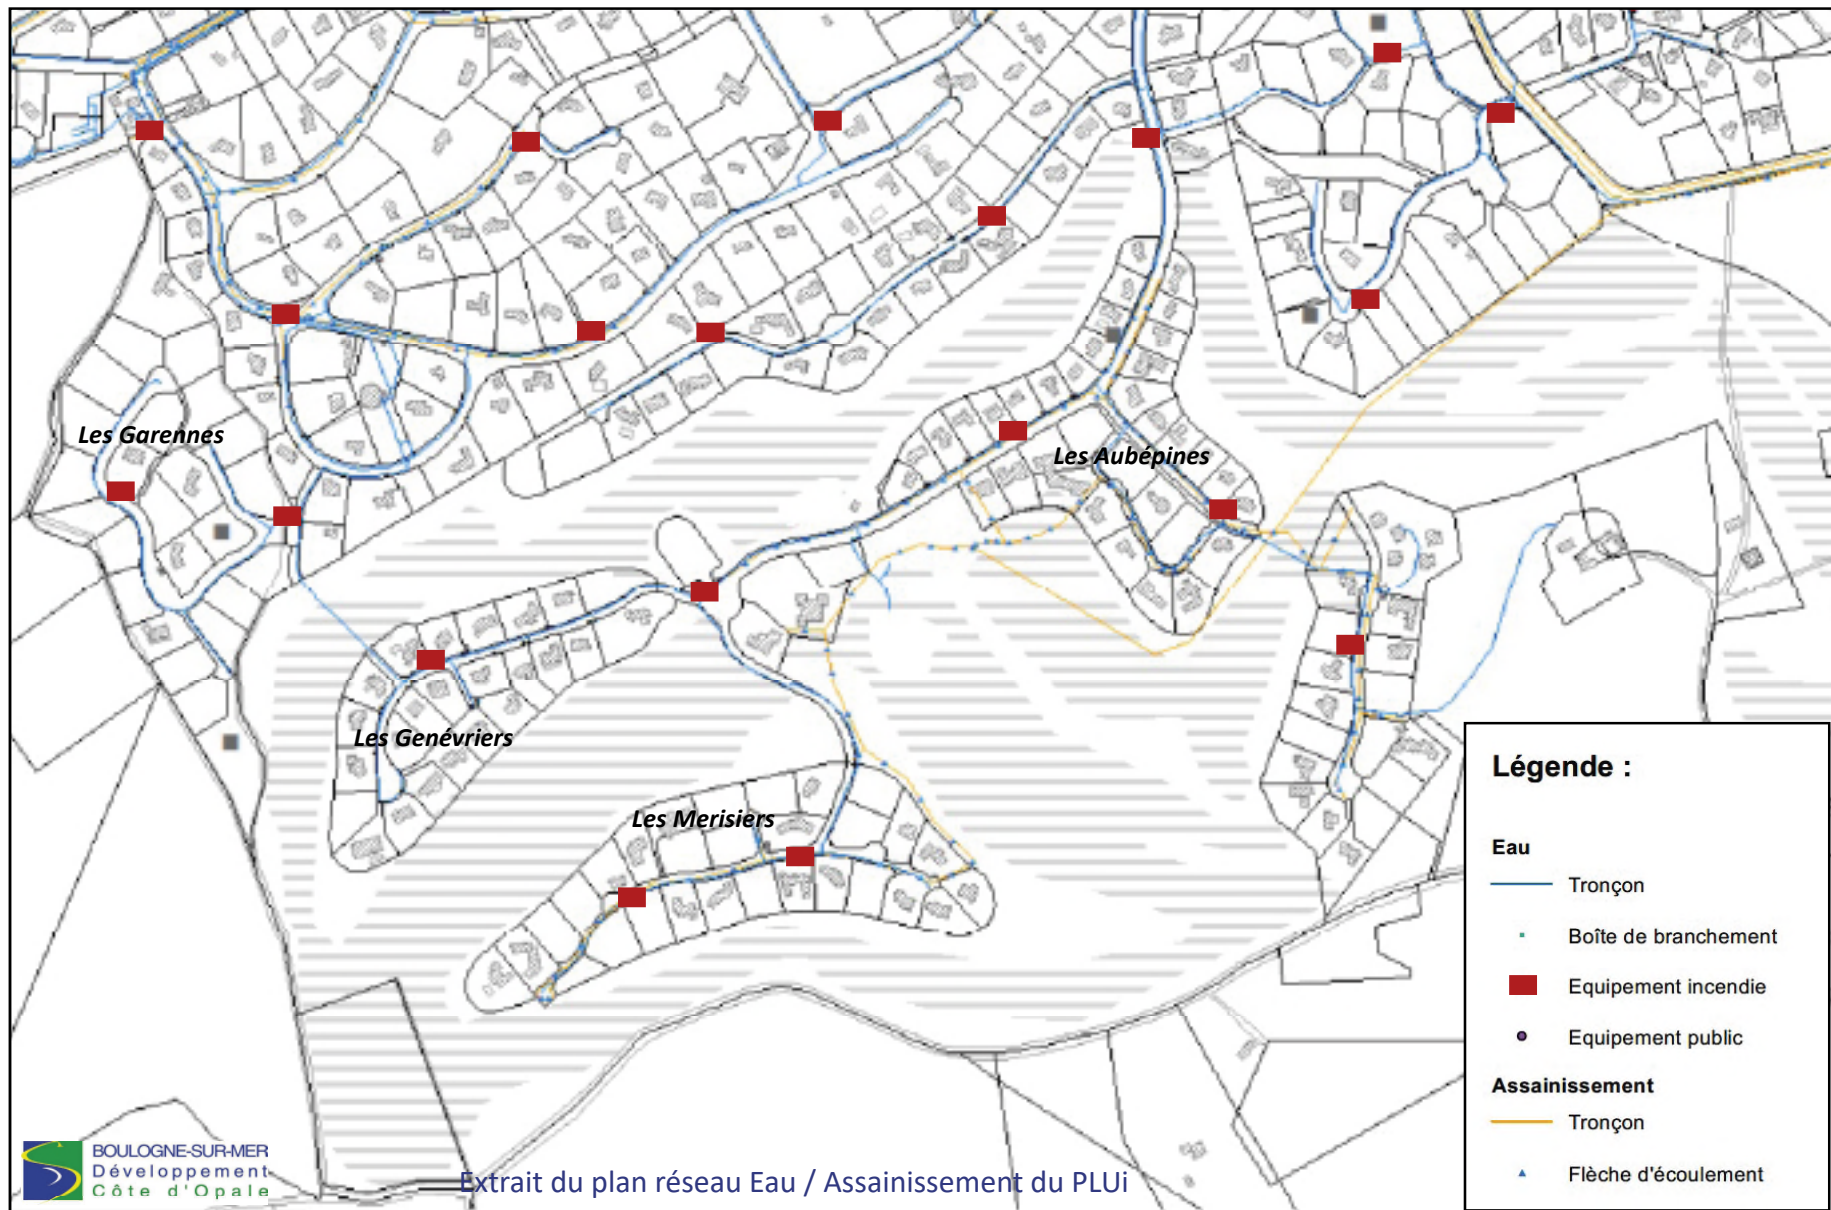 Les Garennes
Les Aubépines
Les Genévriers
Les Merisiers
Légende :
Eau
Tronçon
Boîte de branchement
Equipement incendie
Equipement public
Assainissement
Tronçon
Flèche d'écoulement
BOULOGNE-SUR-MER
Développement
Côte d'Opale
Extrait du plan réseau Eau / Assainissement du PLUi